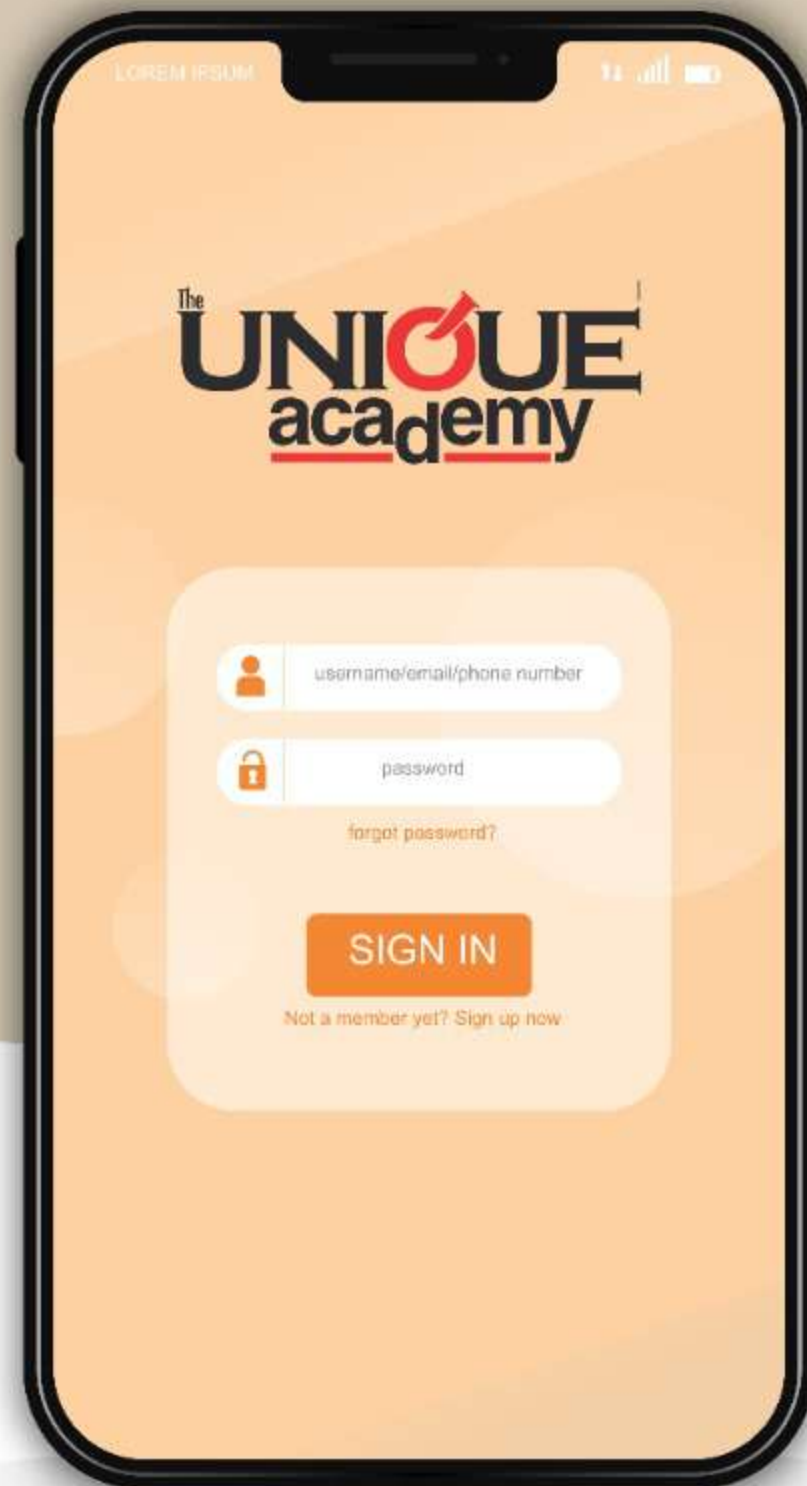 LOREM IPSUM
The
UNIQUE
academy
username/email/phone number
password
forgot password?
SIGN IN
Not a member yet? Sign up now